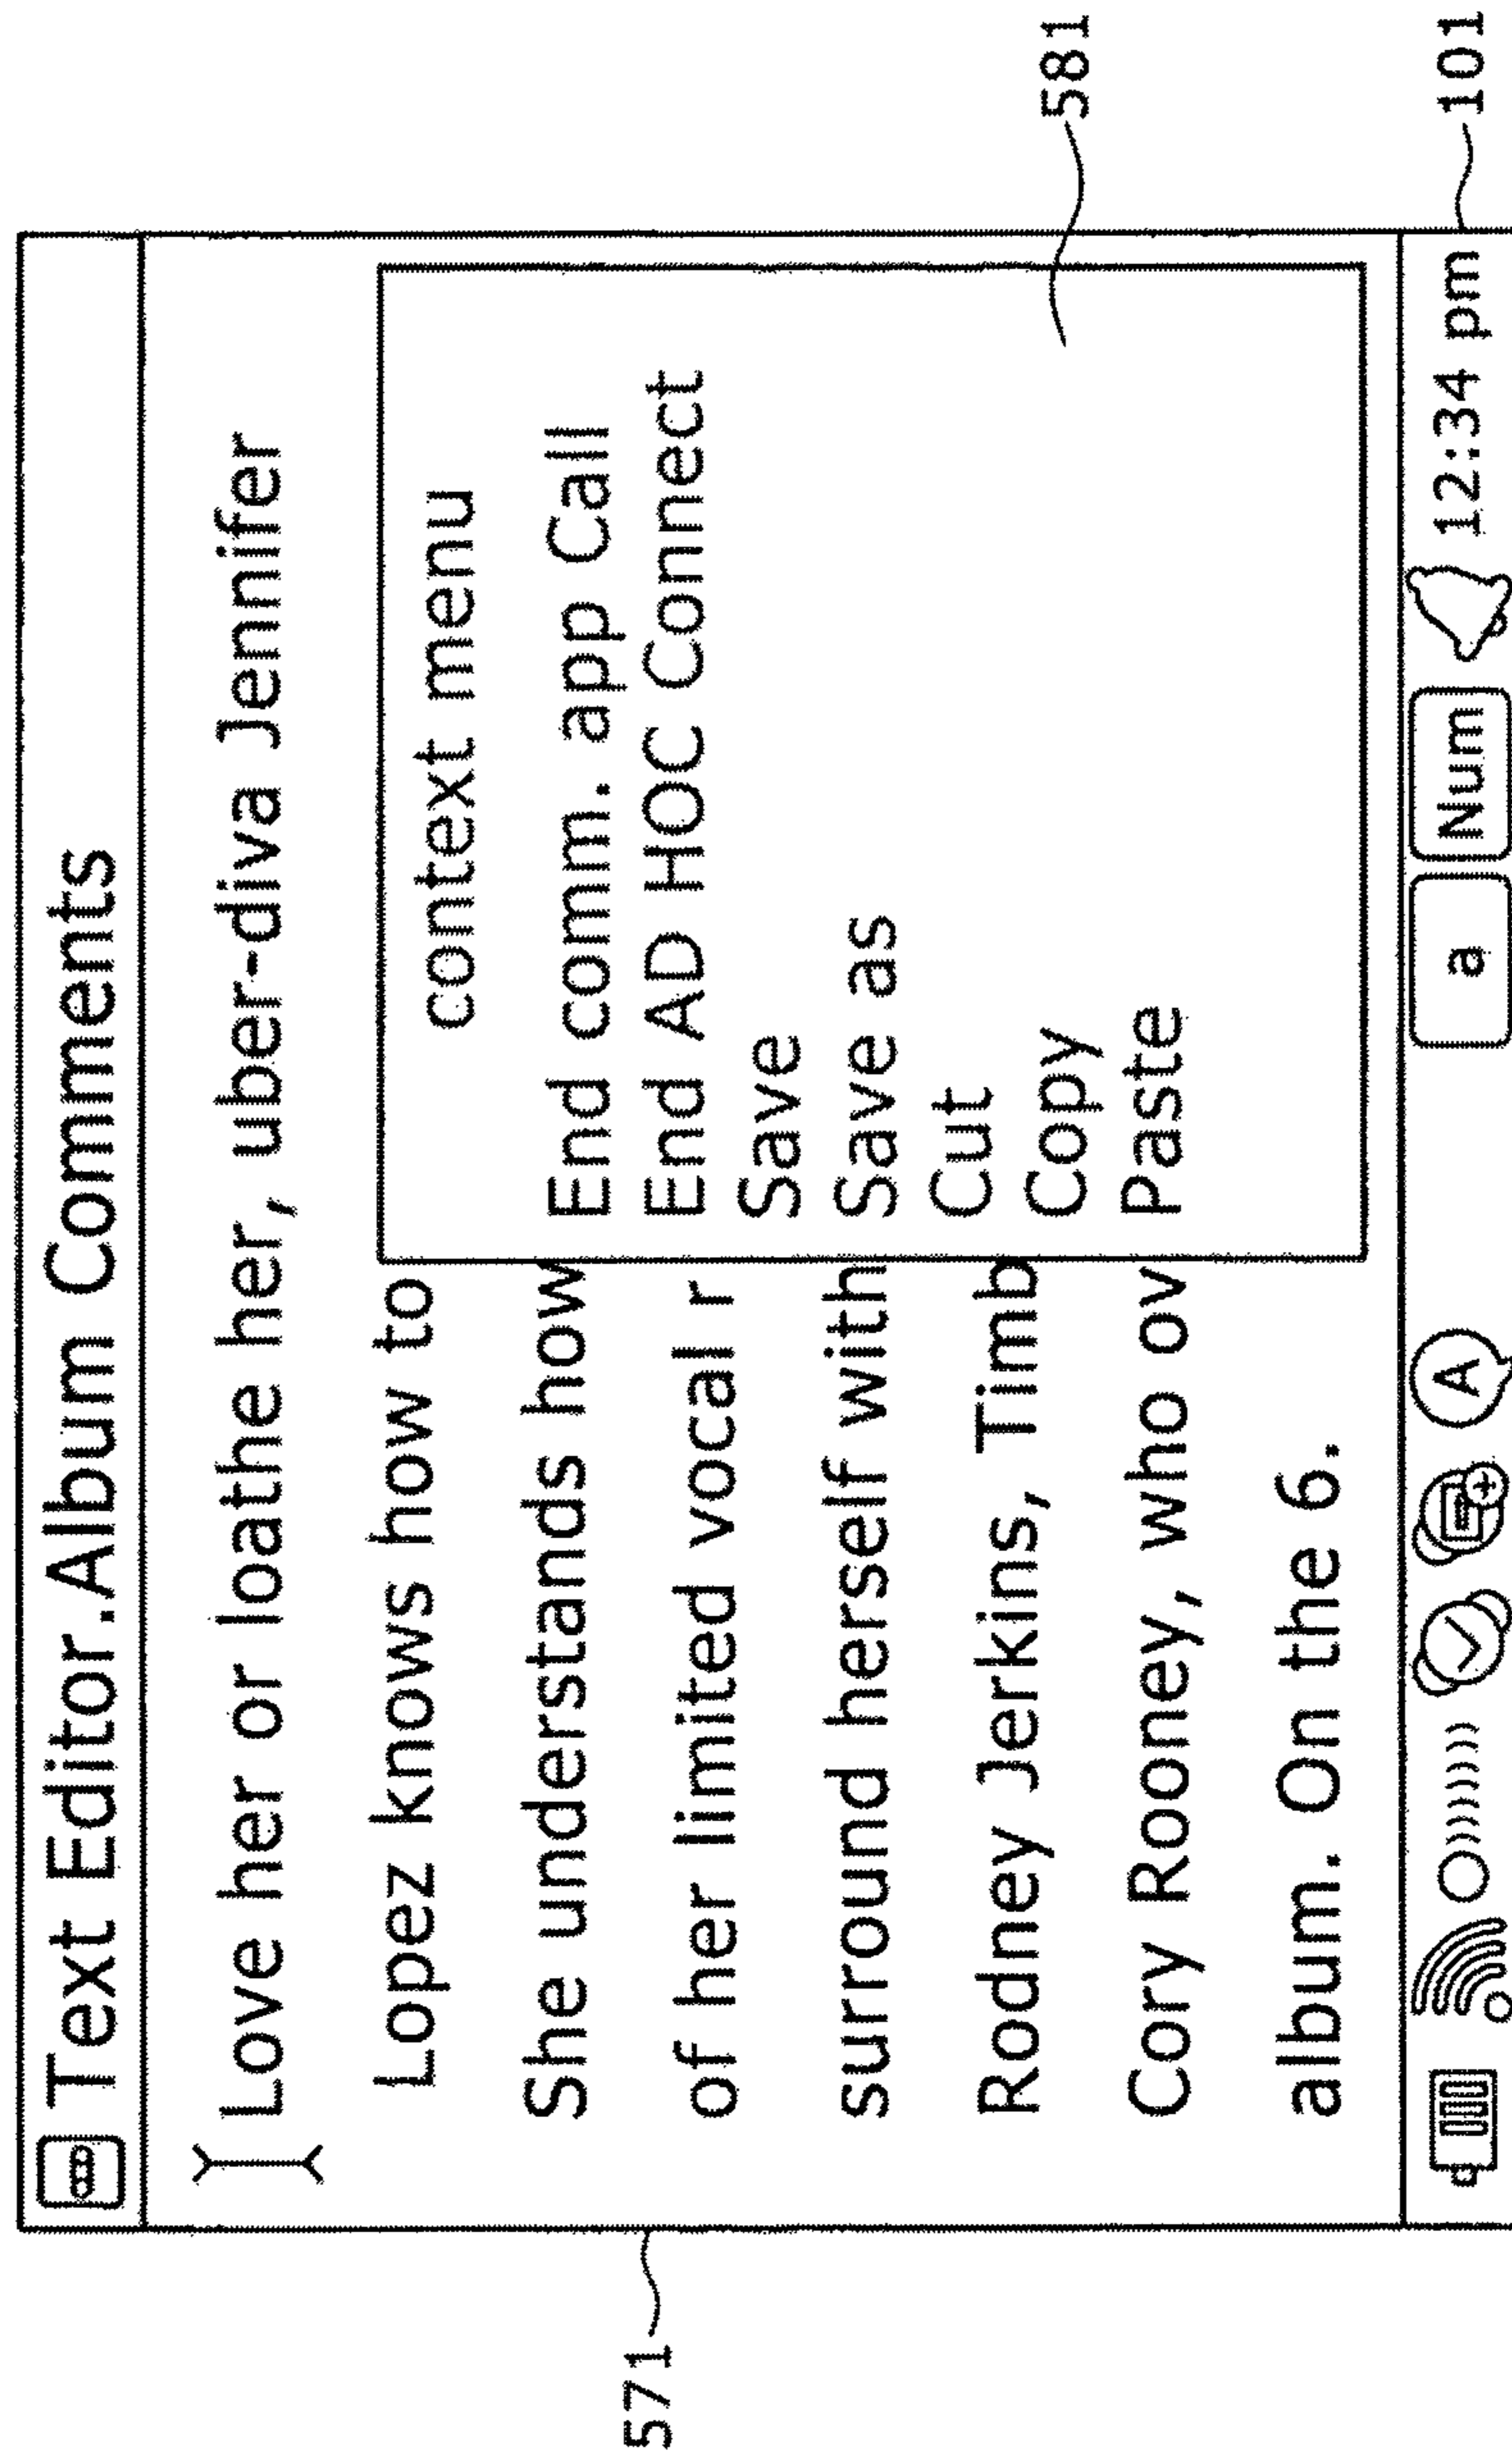 Text Editor.Album Comments
Love her or loathe her, uber-diva Jennifer
Lopez knows how to
She understands how
of her limited vocal r
surround herself with
Rodney Jerkins, Timb
Cory Rooney, who ov
album. On the 6.
context menu
End comm. app Call
End AD HOC Connect
Save
Save as
Cut
Copy
Paste
A
a
Num
12:34 pm
571
581
101